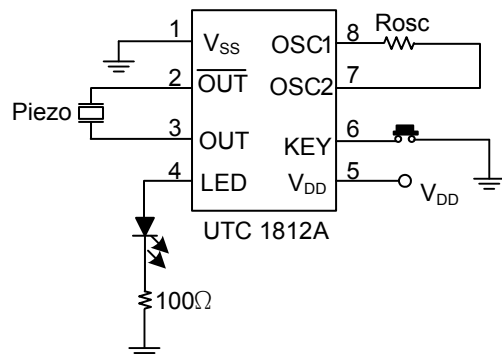 1 V_SS OSC1 8 Rosc
2 O̅U̅T̅ OSC2 7
Piezo
3 OUT KEY 6
4 LED V_DD 5 V_DD
UTC 1812A
100Ω